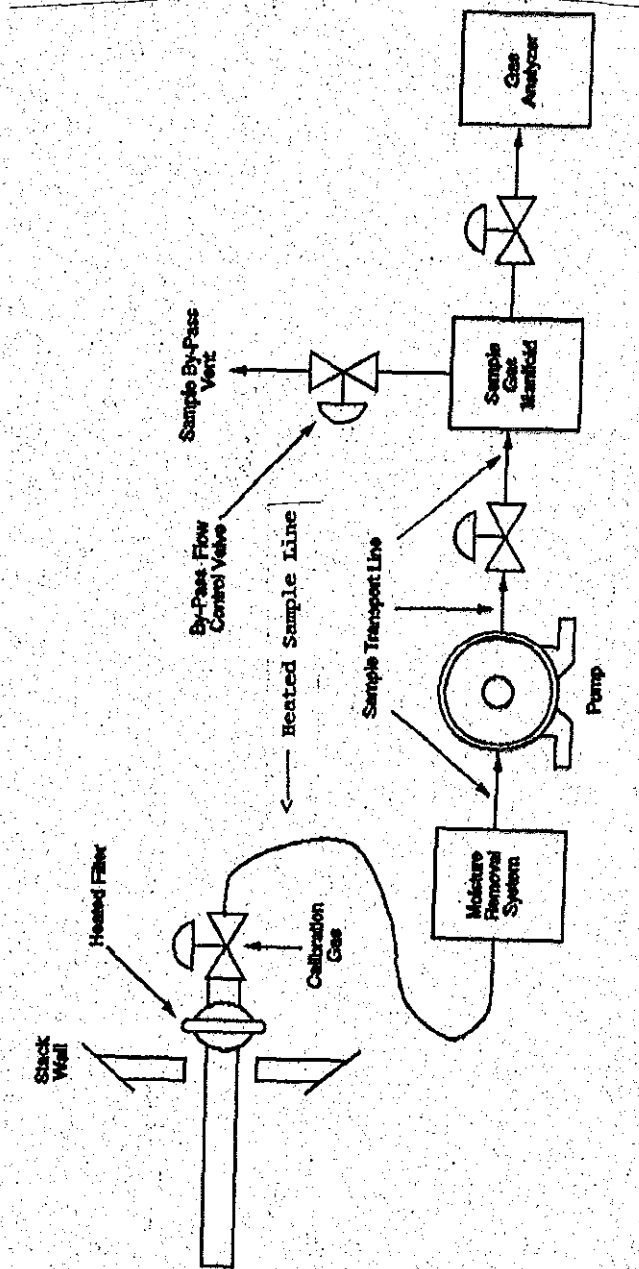 Stack
Wall
Heated Filter
Calibration
Gas
<—— Heated Sample Line
By-Pass Flow
Control Valve
Sample By-Pass
Vent
Moisture
Removal
System
Sample Transport Line
Pump
Sample
Gas
Manifold
Gas
Analyzer